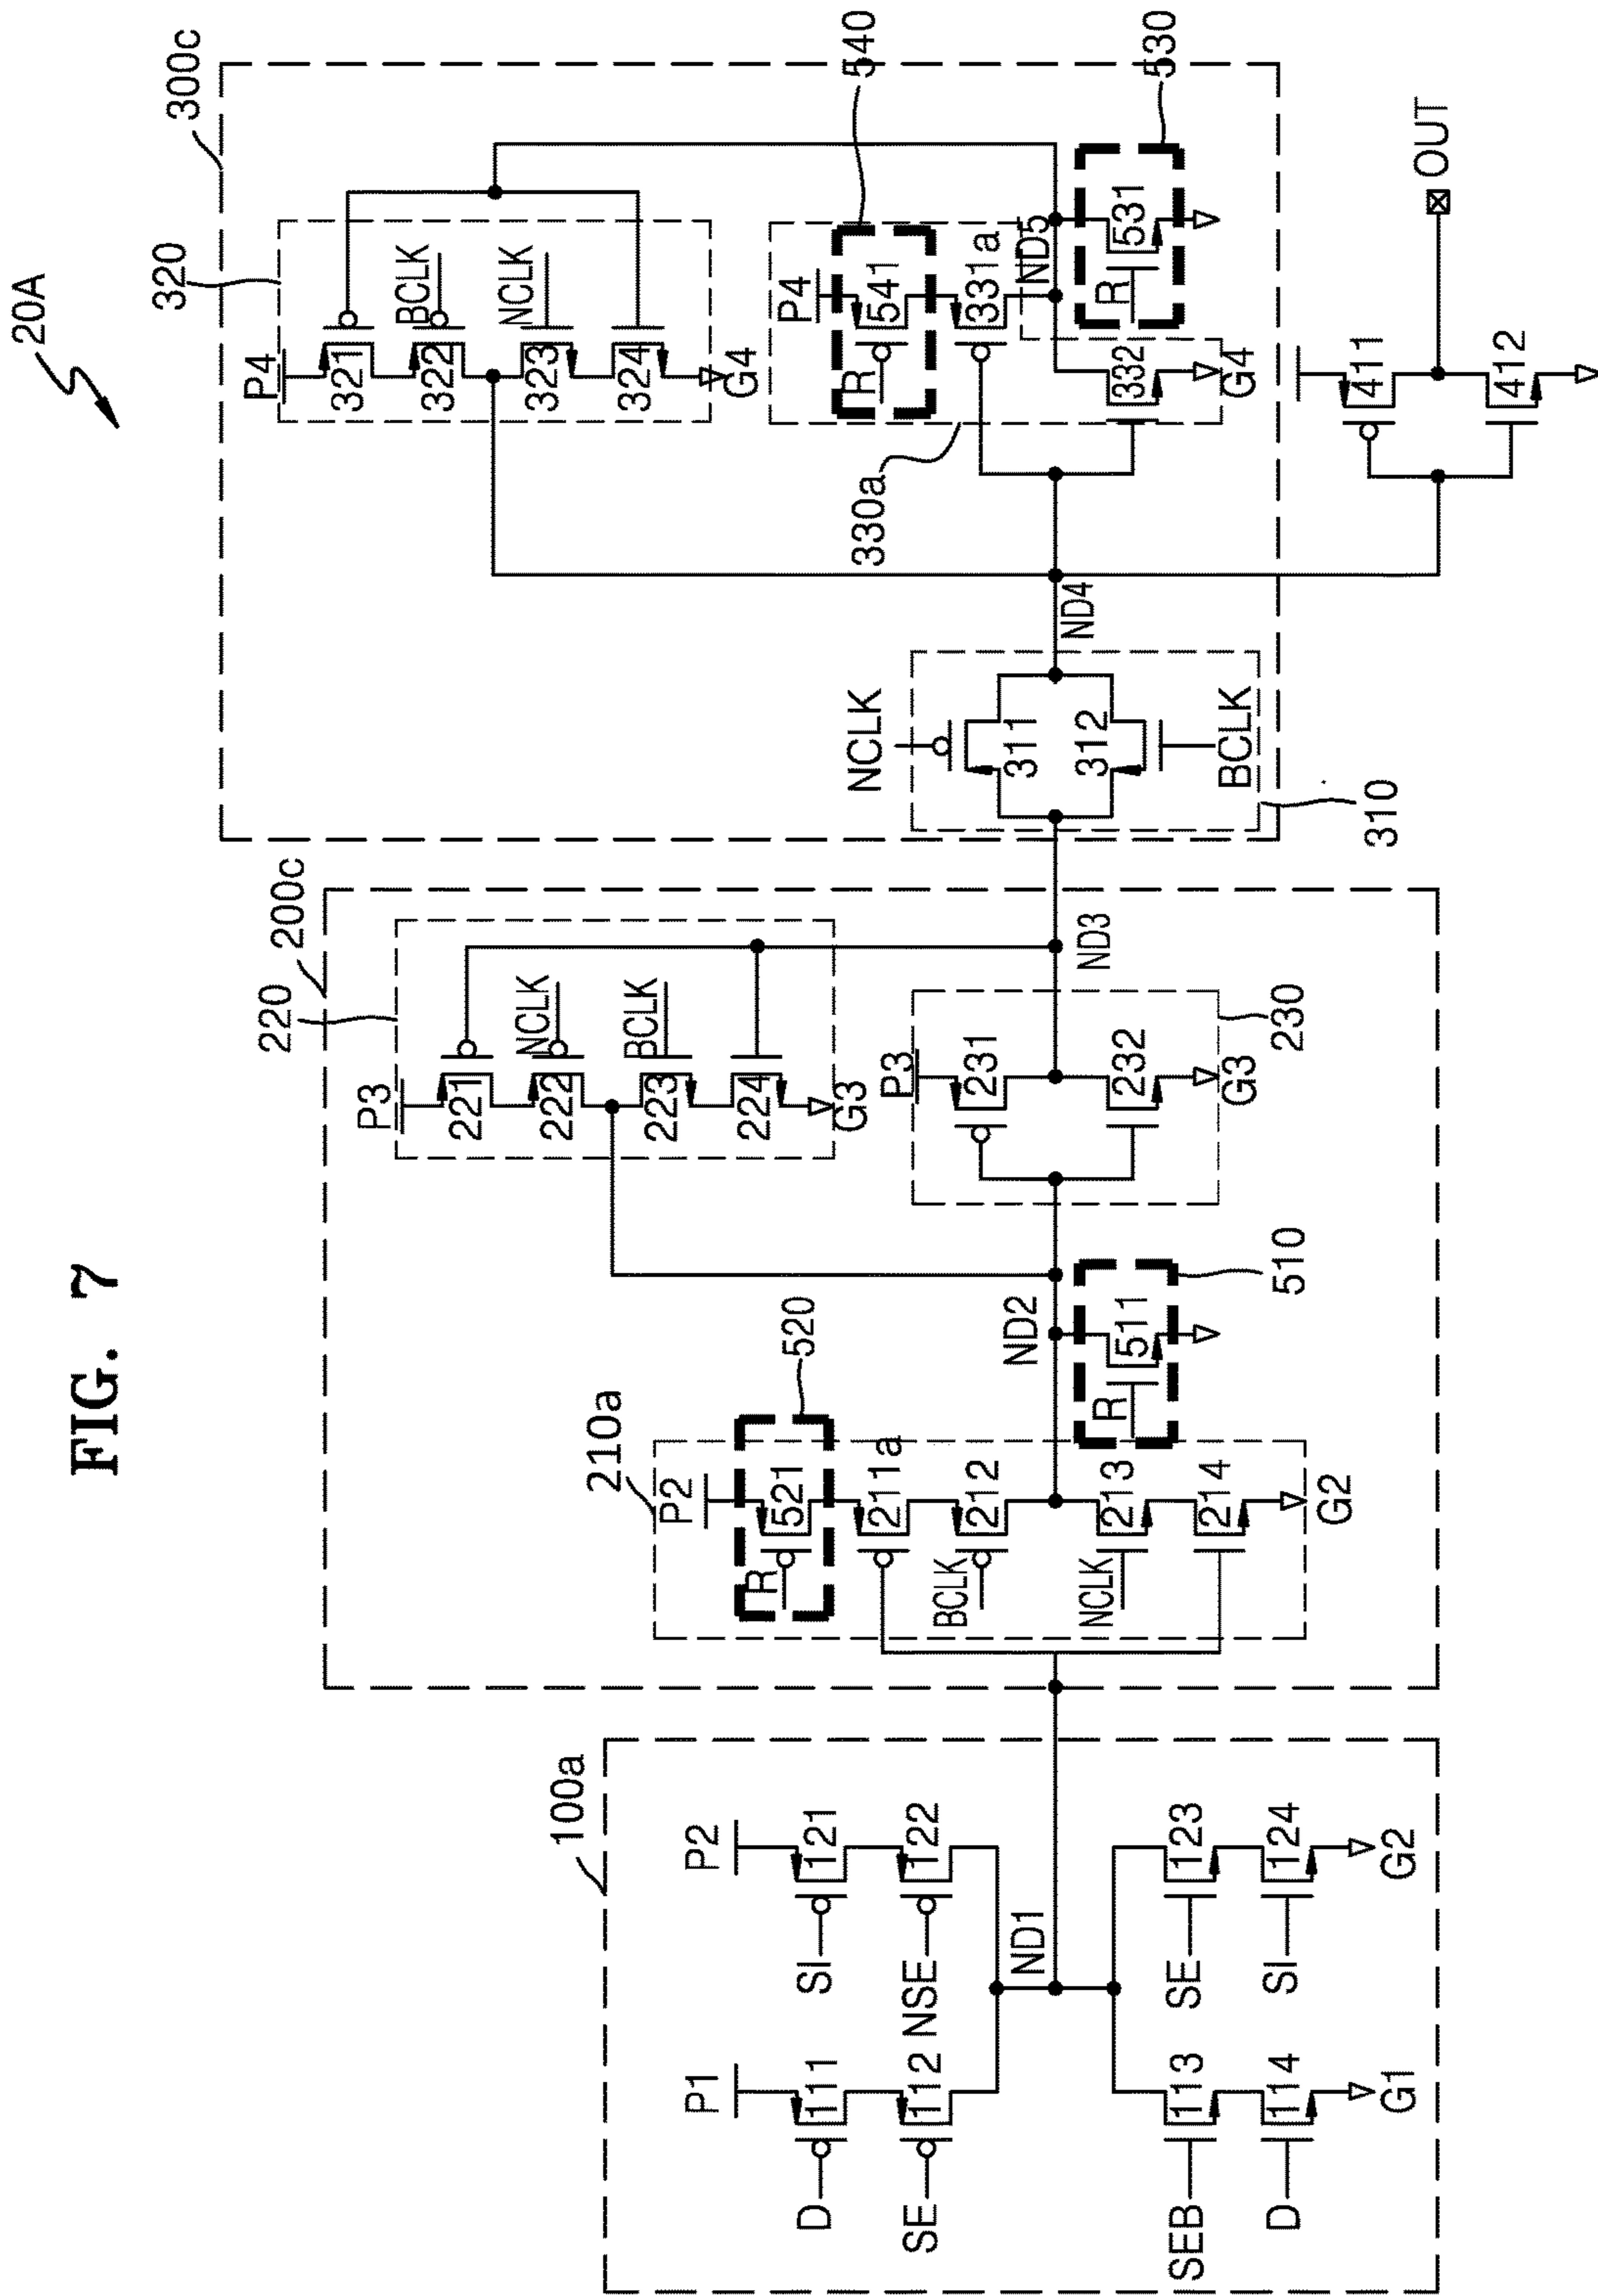 FIG. 7
20A
100a
P1
P2
D
111
SI
121
SE
112
NSE
122
ND1
SEB
113
SE
123
D
114
SI
124
G1
G2
200c
210a
520
P2
R
521
211a
BCLK
212
NCLK
213
214
G2
ND2
510
R
511
220
P3
221
NCLK
222
BCLK
223
224
G3
230
P3
231
232
G3
ND3
300c
310
NCLK
311
312
BCLK
ND4
320
P4
321
BCLK
322
NCLK
323
324
G4
330a
540
P4
R
541
331a
ND5
332
G4
530
R
531
411
412
OUT